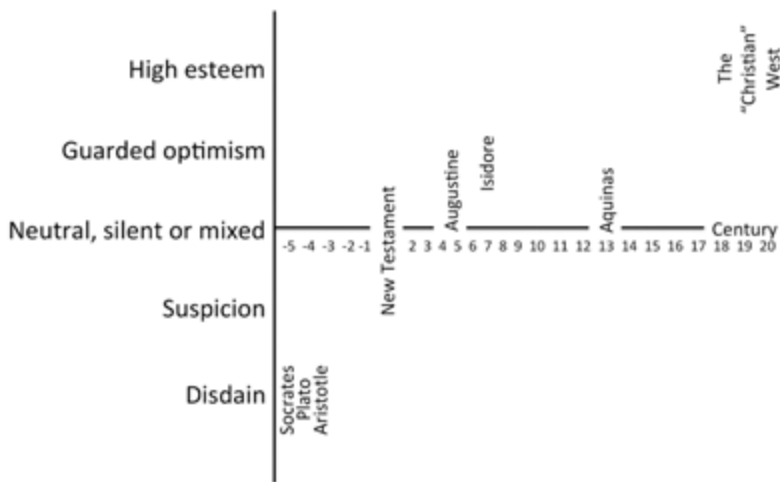 High esteem
The
"Christian"
West
Guarded optimism
Augustine
Isidore
Aquinas
Neutral, silent or mixed
New Testament
Century
-5 -4 -3 -2 -1 2 3 4 5 6 7 8 9 10 11 12 13 14 15 16 17 18 19 20
Suspicion
Disdain
Socrates
Plato
Aristotle